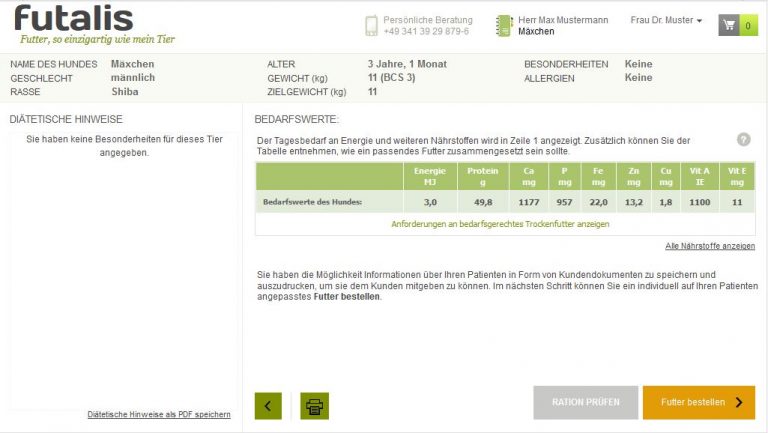 futalis
Futter, so einzigartig wie mein Tier
Persönliche Beratung
+49 341 39 29 879-6
Herr Max Mustermann
Mäxchen
Frau Dr. Muster
0
NAME DES HUNDES Mäxchen
GESCHLECHT männlich
RASSE Shiba
ALTER 3 Jahre, 1 Monat
GEWICHT (kg) 11 (BCS 3)
ZIELGEWICHT (kg) 11
BESONDERHEITEN Keine
ALLERGIEN Keine
DIÄTETISCHE HINWEISE
Sie haben keine Besonderheiten für dieses Tier
angegeben.
Diätetische Hinweise als PDF speichern
BEDARFSWERTE:
Der Tagesbedarf an Energie und weiteren Nährstoffen wird in Zeile 1 angezeigt. Zusätzlich können Sie der
Tabelle entnehmen, wie ein passendes Futter zusammengesetzt sein sollte.
?
Energie Protein Ca P Fe Zn Cu Vit A Vit E
MJ g mg mg mg mg mg IE mg
Bedarfswerte des Hundes: 3,0 49,8 1177 957 22,0 13,2 1,8 1100 11
Anforderungen an bedarfsgerechtes Trockenfutter anzeigen
Alle Nährstoffe anzeigen
Sie haben die Möglichkeit Informationen über Ihren Patienten in Form von Kundendokumenten zu speichern und
auszudrucken, um sie dem Kunden mitgeben zu können. Im nächsten Schritt können Sie ein individuell auf Ihren Patienten
angepasstes Futter bestellen.
RATION PRÜFEN
Futter bestellen